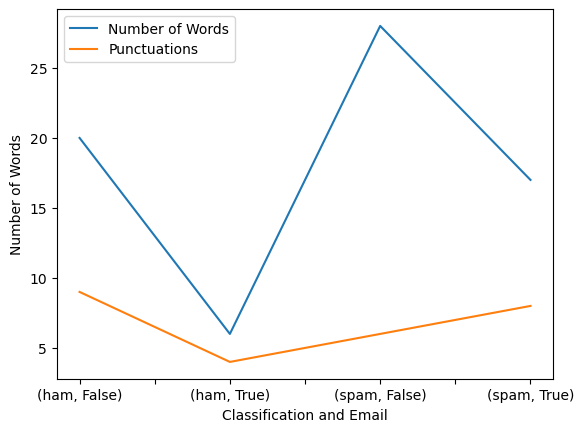 Number of Words
Punctuations
Number of Words
25
20
15
10
5
(ham, False)
(ham, True)
(spam, False)
(spam, True)
Classification and Email